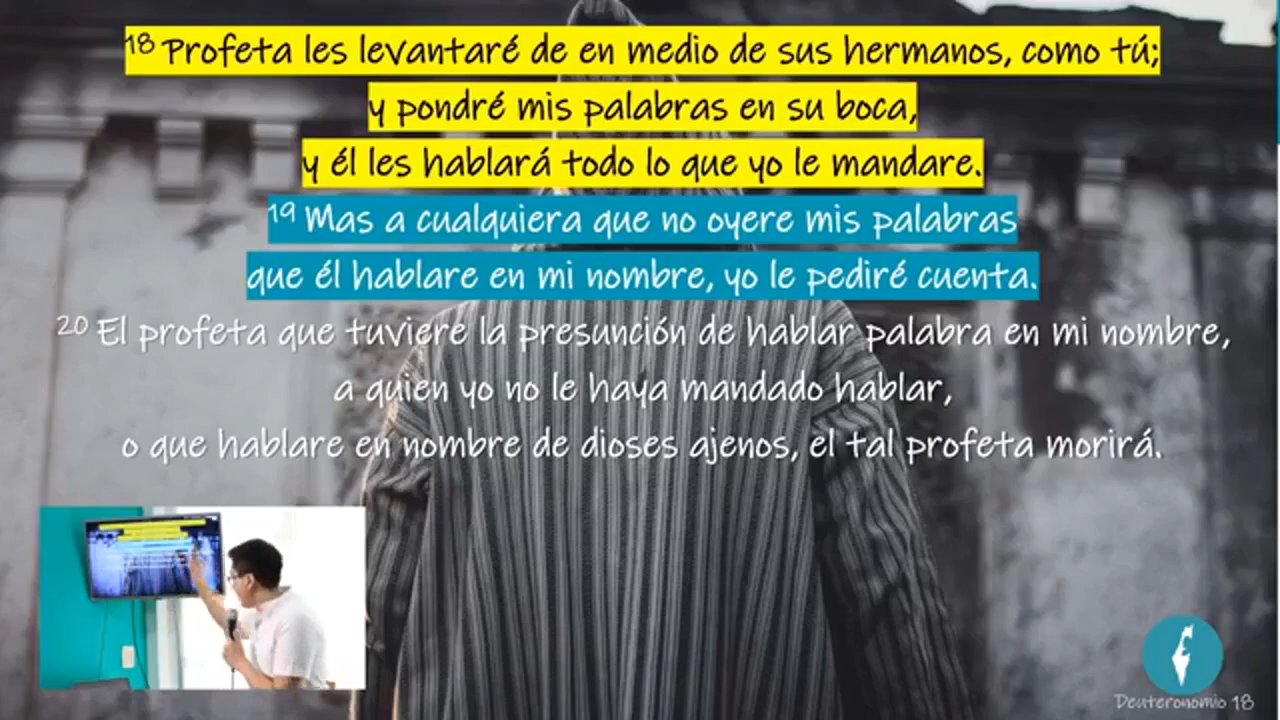 18 Profeta les levantaré de en medio de sus hermanos, como tú;
y pondré mis palabras en su boca,
y él les hablará todo lo que yo le mandare.
19 Mas a cualquiera que no oyere mis palabras
que él hablare en mi nombre, yo le pediré cuenta.
20 El profeta que tuviere la presunción de hablar palabra en mi nombre,
a quien yo no le haya mandado hablar,
o que hablare en nombre de dioses ajenos, el tal profeta morirá.
Deuteronomio 18